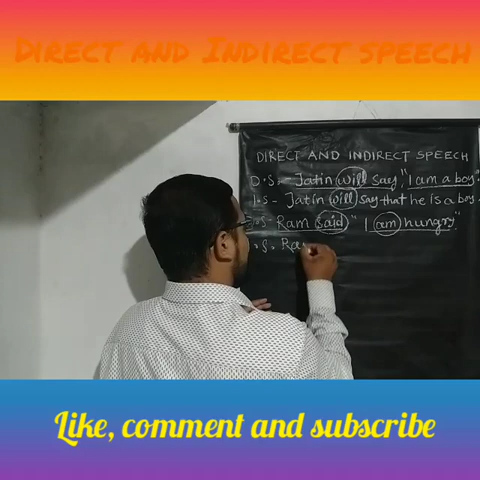 DIRECT AND INDIRECT SPEECH
DIRECT AND INDIRECT SPEECH
D.S:- Jatin will say, "I am a boy".
I.S- Jatin will say that he is a boy.
.S- Ram said "I am hungry"
.S. Ra
Like, comment and subscribe